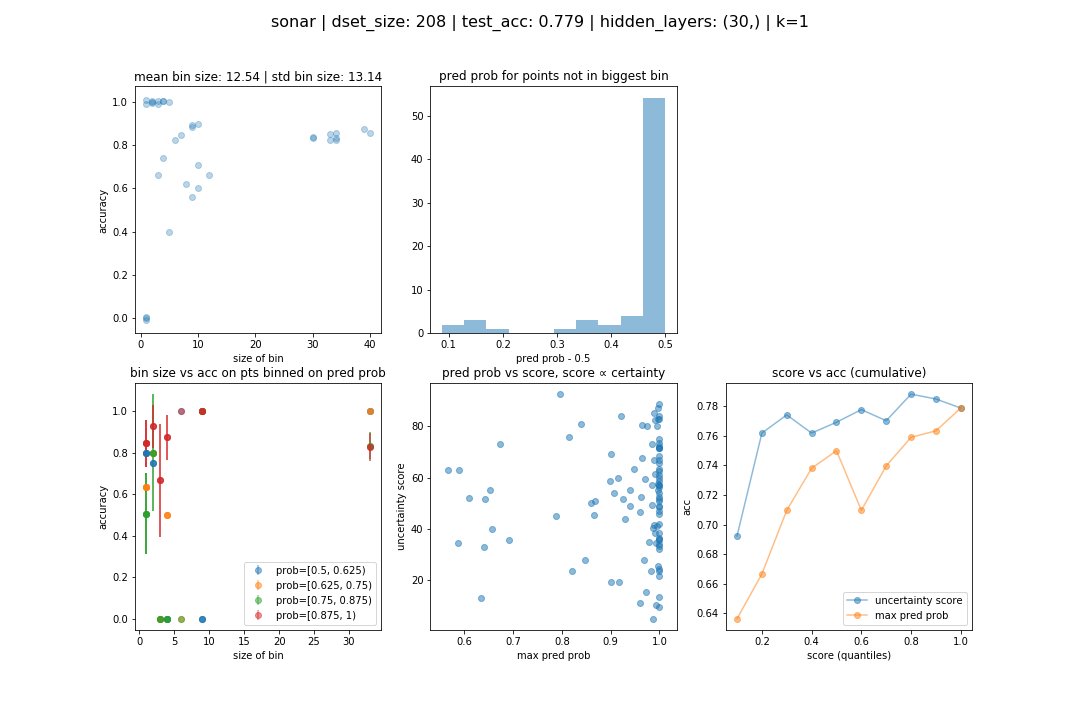 sonar | dset_size: 208 | test_acc: 0.779 | hidden_layers: (30,) | k=1
mean bin size: 12.54 | std bin size: 13.14
accuracy
1.0
0.8
0.6
0.4
0.2
0.0
0
10
20
30
40
size of bin
pred prob for points not in biggest bin
50
40
30
20
10
0
0.1
0.2
0.3
0.4
0.5
pred prob - 0.5
bin size vs acc on pts binned on pred prob
accuracy
1.0
0.8
0.6
0.4
0.2
0.0
prob=[0.5, 0.625)
prob=[0.625, 0.75)
prob=[0.75, 0.875)
prob=[0.875, 1)
0
5
10
15
20
25
30
size of bin
pred prob vs score, score ∝ certainty
uncertainty score
80
60
40
20
0.6
0.7
0.8
0.9
1.0
max pred prob
score vs acc (cumulative)
acc
0.78
0.76
0.74
0.72
0.70
0.68
0.66
0.64
uncertainty score
max pred prob
0.2
0.4
0.6
0.8
1.0
score (quantiles)